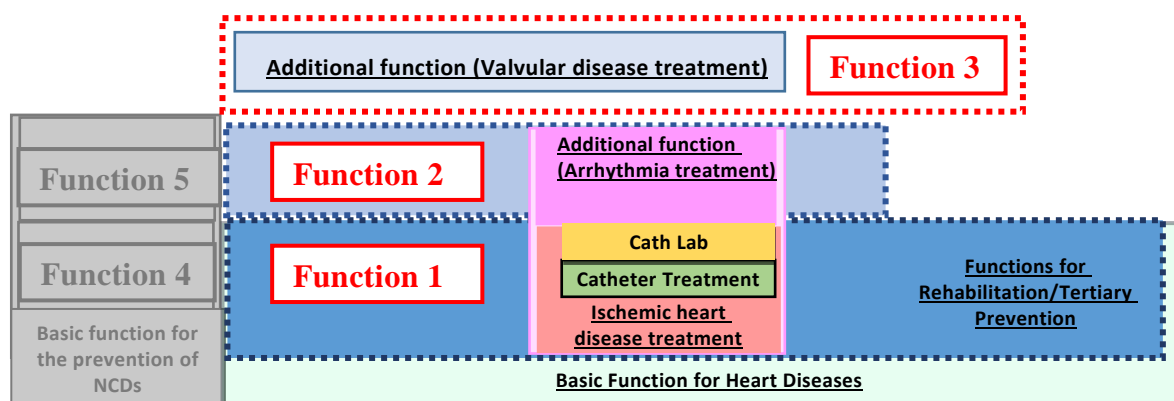 Additional function (Valvular disease treatment)
Function 3
Function 5
Function 2
Additional function
(Arrhythmia treatment)
Function 4
Function 1
Cath Lab
Catheter Treatment
Ischemic heart
disease treatment
Functions for
Rehabilitation/Tertiary
Prevention
Basic function for
the prevention of
NCDs
Basic Function for Heart Diseases